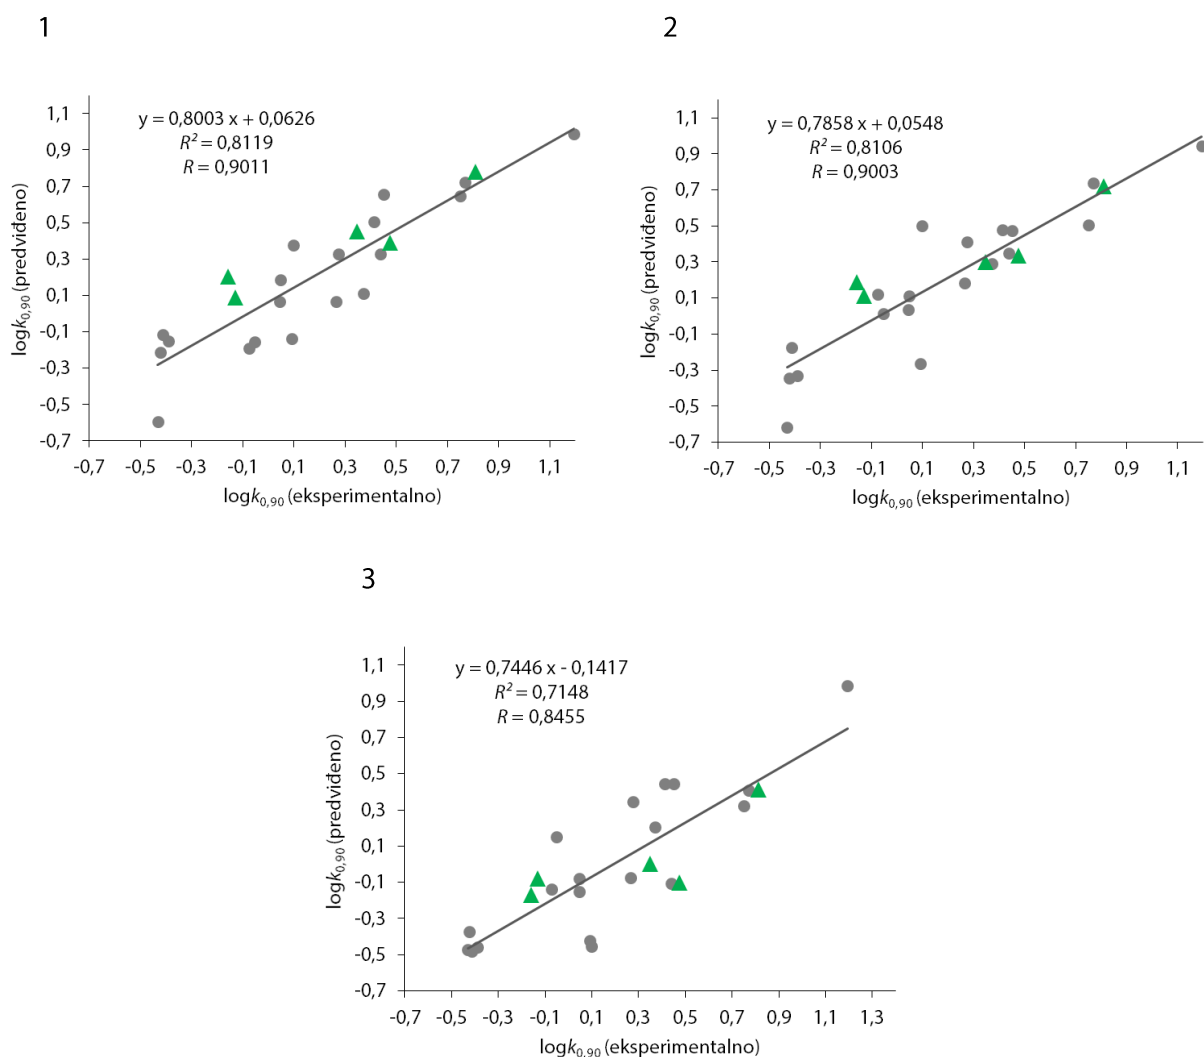 1
y = 0,8003 x + 0,0626
R² = 0,8119
R = 0,9011
logk0,90 (predviđeno)
1,1
0,9
0,7
0,5
0,3
0,1
-0,1
-0,3
-0,5
-0,7
-0,7 -0,5 -0,3 -0,1 0,1 0,3 0,5 0,7 0,9 1,1
logk0,90 (eksperimentalno)
2
y = 0,7858 x + 0,0548
R² = 0,8106
R = 0,9003
logk0,90 (predviđeno)
1,1
0,9
0,7
0,5
0,3
0,1
-0,1
-0,3
-0,5
-0,7
-0,7 -0,5 -0,3 -0,1 0,1 0,3 0,5 0,7 0,9 1,1
logk0,90 (eksperimentalno)
3
y = 0,7446 x - 0,1417
R² = 0,7148
R = 0,8455
logk0,90 (predviđeno)
1,1
0,9
0,7
0,5
0,3
0,1
-0,1
-0,3
-0,5
-0,7
-0,7 -0,5 -0,3 -0,1 0,1 0,3 0,5 0,7 0,9 1,1 1,3
logk0,90 (eksperimentalno)